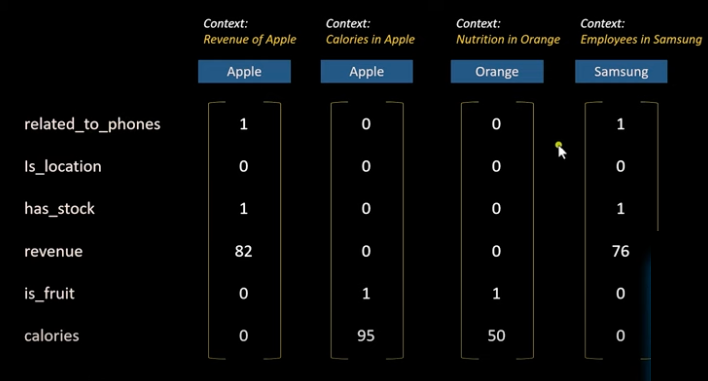 Context: Context: Context: Context:
Revenue of Apple Calories in Apple Nutrition in Orange Employees in Samsung
Apple Apple Orange Samsung
related_to_phones 1 0 0 1
Is_location 0 0 0 0
has_stock 1 0 0 1
revenue 82 0 0 76
is_fruit 0 1 1 0
calories 0 95 50 0